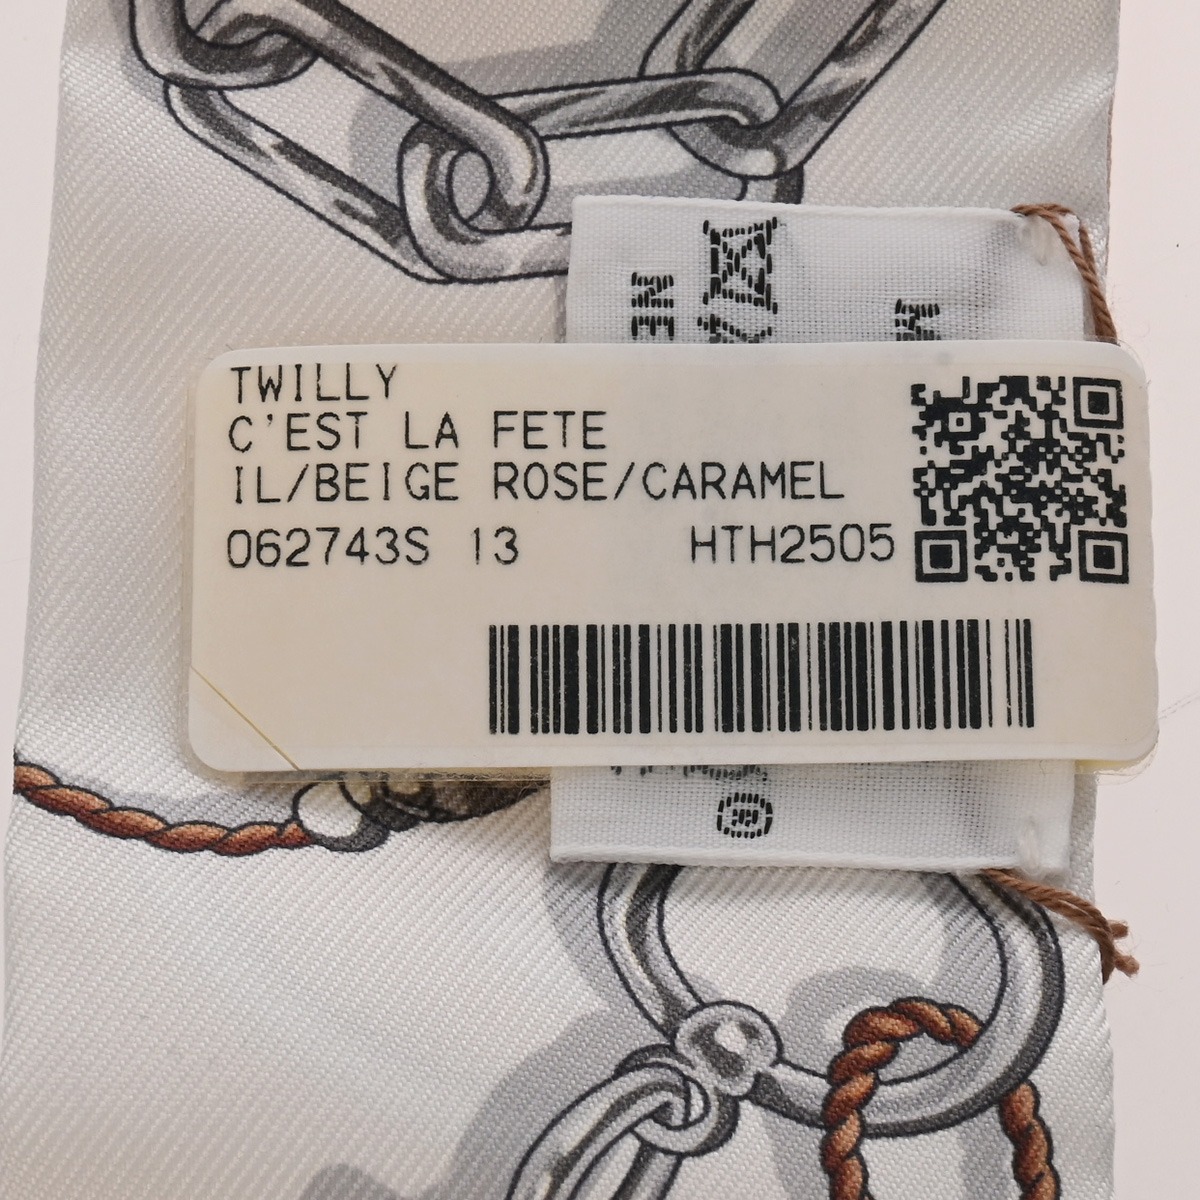 TWILLY
C'EST LA FETE
IL/BEIGE ROSE/CARAMEL
062743S 13 HTH2505